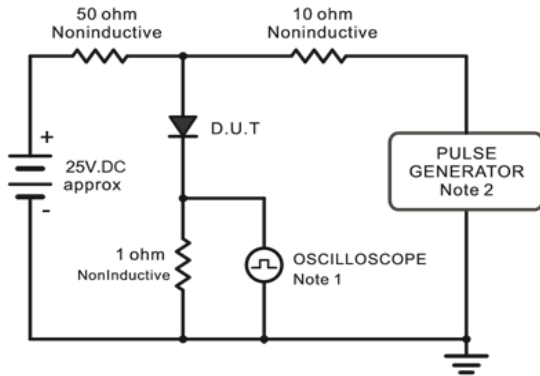 50 ohm
Noninductive
10 ohm
Noninductive
D.U.T
+
25V.DC
approx
-
PULSE
GENERATOR
Note 2
1 ohm
NonInductive
OSCILLOSCOPE
Note 1